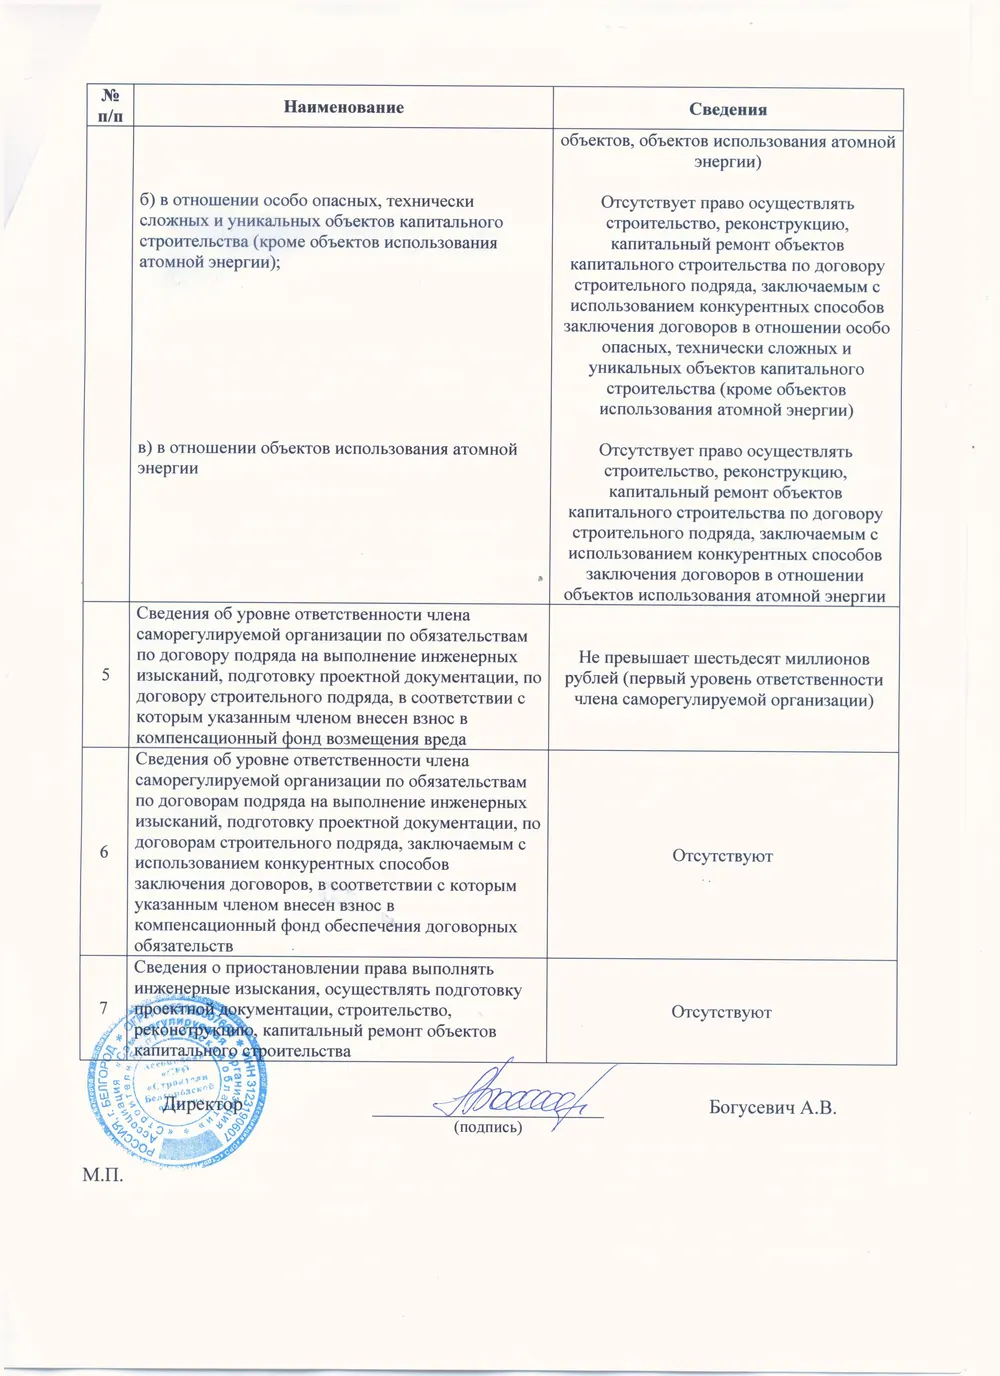 №
п/п
Наименование
Сведения
объектов, объектов использования атомной
энергии)
б) в отношении особо опасных, технически
сложных и уникальных объектов капитального
строительства (кроме объектов использования
атомной энергии);
Отсутствует право осуществлять
строительство, реконструкцию,
капитальный ремонт объектов
капитального строительства по договору
строительного подряда, заключаемым с
использованием конкурентных способов
заключения договоров в отношении особо
опасных, технически сложных и
уникальных объектов капитального
строительства (кроме объектов
использования атомной энергии)
в) в отношении объектов использования атомной
энергии
Отсутствует право осуществлять
строительство, реконструкцию,
капитальный ремонт объектов
капитального строительства по договору
строительного подряда, заключаемым с
использованием конкурентных способов
заключения договоров в отношении
объектов использования атомной энергии
5
Сведения об уровне ответственности члена
саморегулируемой организации по обязательствам
по договору подряда на выполнение инженерных
изысканий, подготовку проектной документации, по
договору строительного подряда, в соответствии с
которым указанным членом внесен взнос в
компенсационный фонд возмещения вреда
Не превышает шестьдесят миллионов
рублей (первый уровень ответственности
члена саморегулируемой организации)
6
Сведения об уровне ответственности члена
саморегулируемой организации по обязательствам
по договорам подряда на выполнение инженерных
изысканий, подготовку проектной документации, по
договорам строительного подряда, заключаемым с
использованием конкурентных способов
заключения договоров, в соответствии с которым
указанным членом внесен взнос в
компенсационный фонд обеспечения договорных
обязательств
Отсутствуют
7
Сведения о приостановлении права выполнять
инженерные изыскания, осуществлять подготовку
проектной документации, строительство,
реконструкцию, капитальный ремонт объектов
капитального строительства
Отсутствуют
РОССИЯ г. БЕЛГОРОД
ИНН 3123190607
Ассоциация
«Строители
Белгородской
Директор
(подпись)
Богусевич А.В.
М.П.